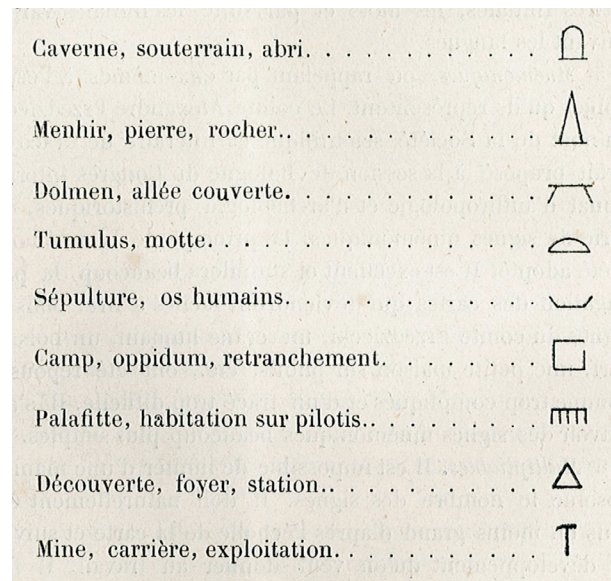 Caverne, souterrain, abri. . . . . . . . . . .
Menhir, pierre, rocher.. . . . . . . . . . . .
Dolmen, allée couverte. . . . . . . . . . . .
Tumulus, motte. . . . . . . . . . . . . . .
Sépulture, os humains. . . . . . . . . . . .
Camp, oppidum, retranchement. . . . . . . .
Palafitte, habitation sur pilotis.. . . . . . . . .
Découverte, foyer, station.. . . . . . . . . .
Mine, carrière, exploitation. . . . . . . . . .